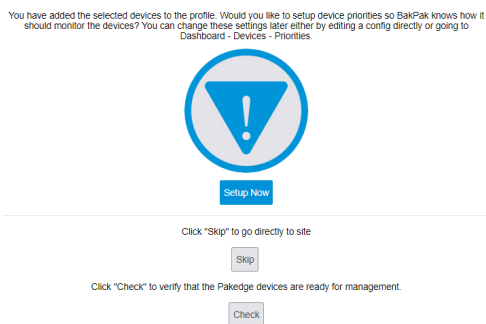 You have added the selected devices to the profile. Would you like to setup device priorities so BakPak knows how it
should monitor the devices? You can change these settings later either by editing a config directly or going to
Dashboard - Devices - Priorities.
Setup Now
Click "Skip" to go directly to site
Skip
Click "Check" to verify that the Pakedge devices are ready for management.
Check